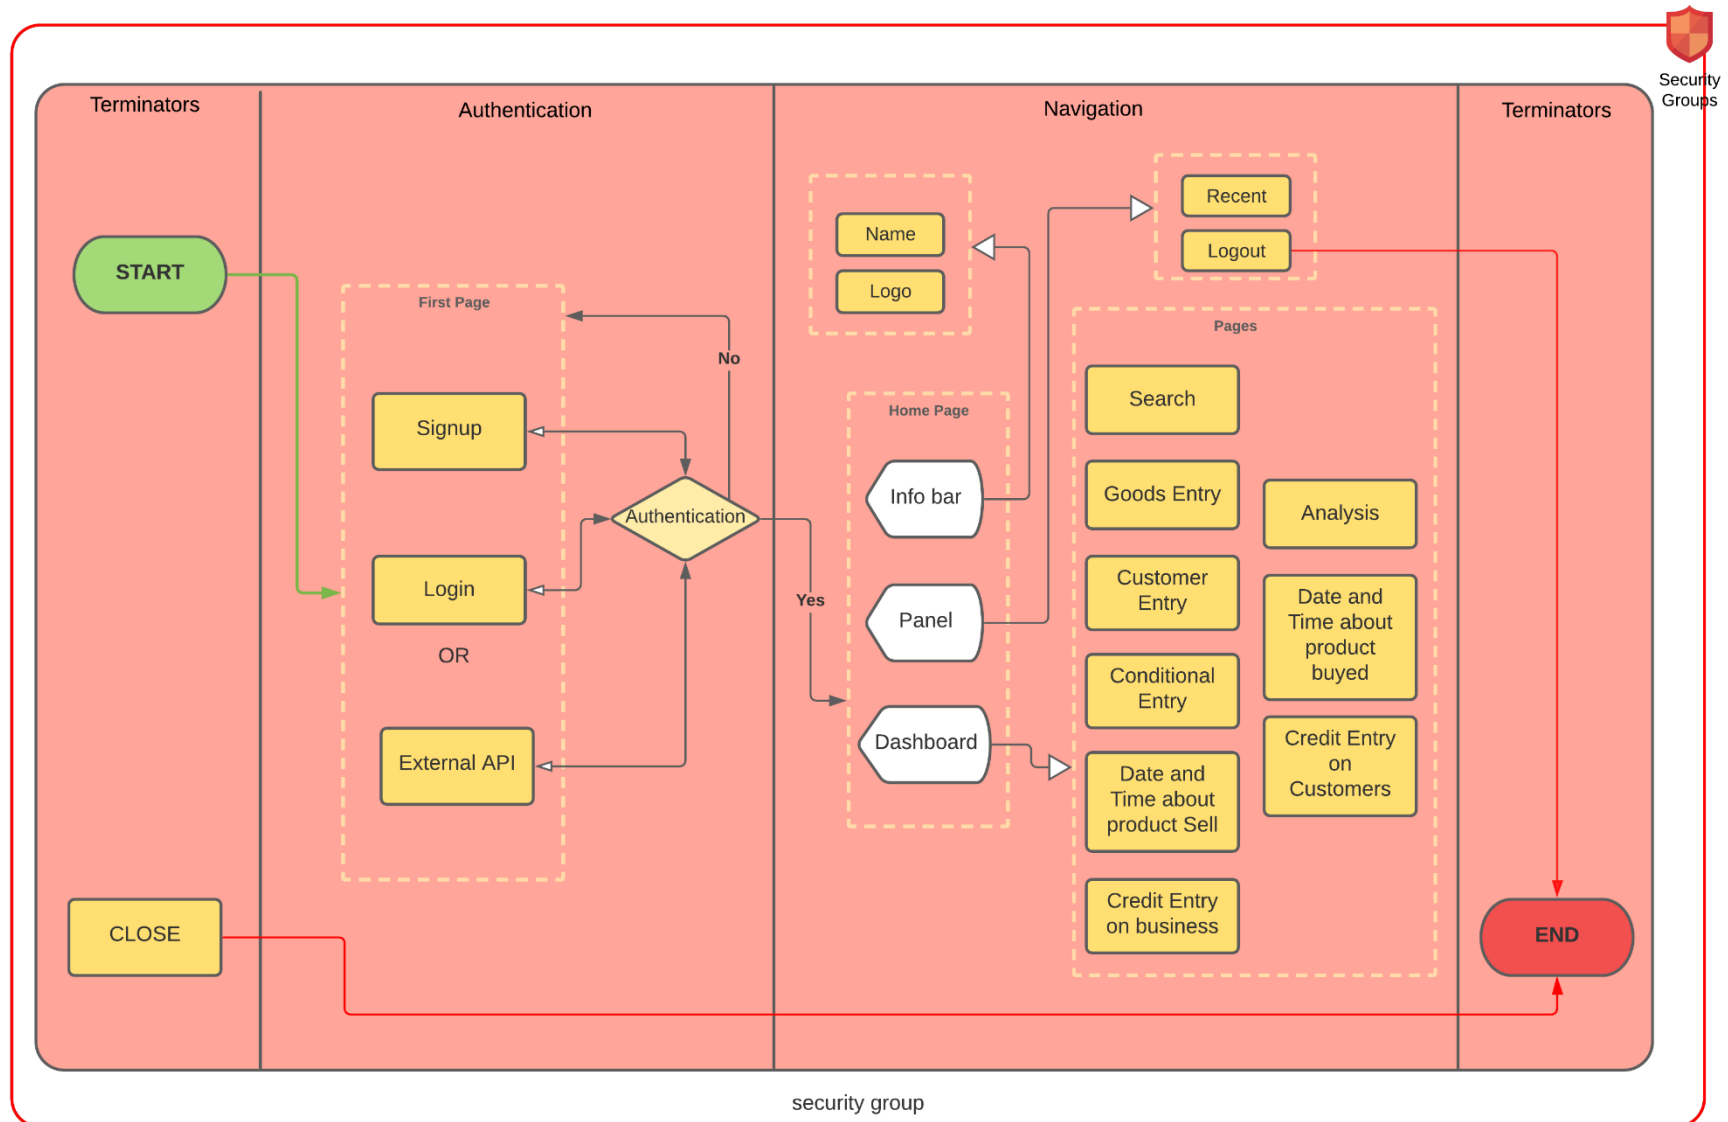 Security
Groups
Terminators
Authentication
Navigation
Terminators
START
CLOSE
First Page
Signup
Login
OR
External API
Authentication
No
Yes
Name
Logo
Home Page
Info bar
Panel
Dashboard
Recent
Logout
Pages
Search
Goods Entry
Customer
Entry
Conditional
Entry
Date and
Time about
product Sell
Credit Entry
on business
Analysis
Date and
Time about
product
buyed
Credit Entry
on
Customers
END
security group